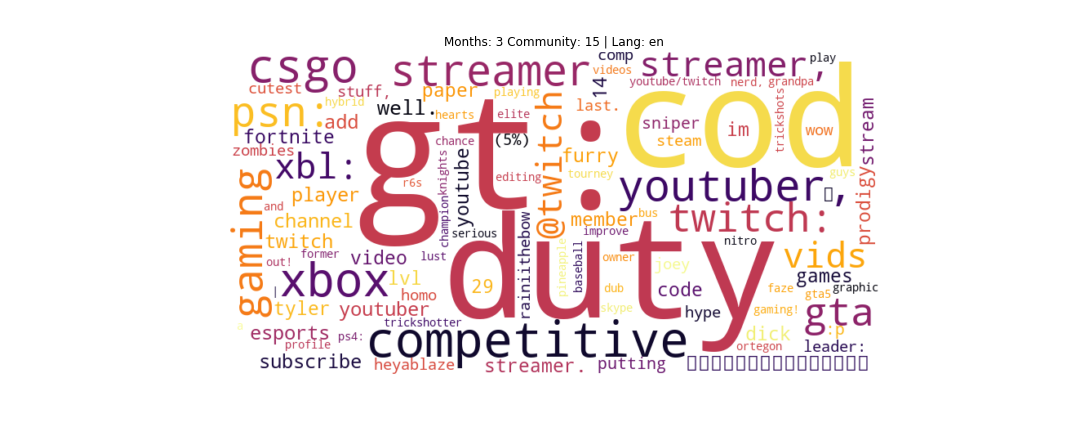 Months: 3 Community: 15 | Lang: en
comp
csgo
streamer
streamer,
play
videos
cutest
stuff,
paper
playing
14
youtube/twitch
nerd,
grandpa
hybrid
psn:
add
well.
hearts
elite
last.
cod
trickshots
gt:
sniper
im
wow
fortnite
chance
(5%)
@twitch
steam
stream
zombies
xbl:
furry
prodigy
r6s
editing
tourney
guys
championknights
youtube
youtuber,
gaming
player
and
channel
member
bus
twitch:
serious
rainiithebow
improve
nitro
twitch
out!
former
video
lust
duty
pineapple
baseball
owner
joey
vids
xbox
lvl
29
dub
code
games
|
homo
skype
faze
gta5
graphic
tyler
youtuber
hype
gaming!
gta
trickshotter
esports
profile
ps4:
competitive
dick
:p
ortegon
leader:
subscribe
heyablaze
streamer.
putting